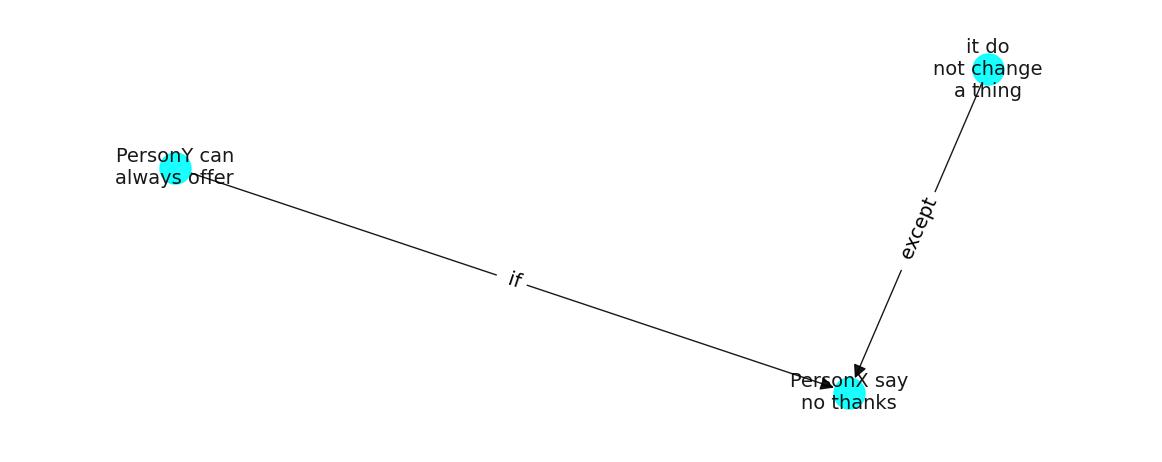 it do
not change
a thing
PersonY can
always offer
except
if
PersonX say
no thanks